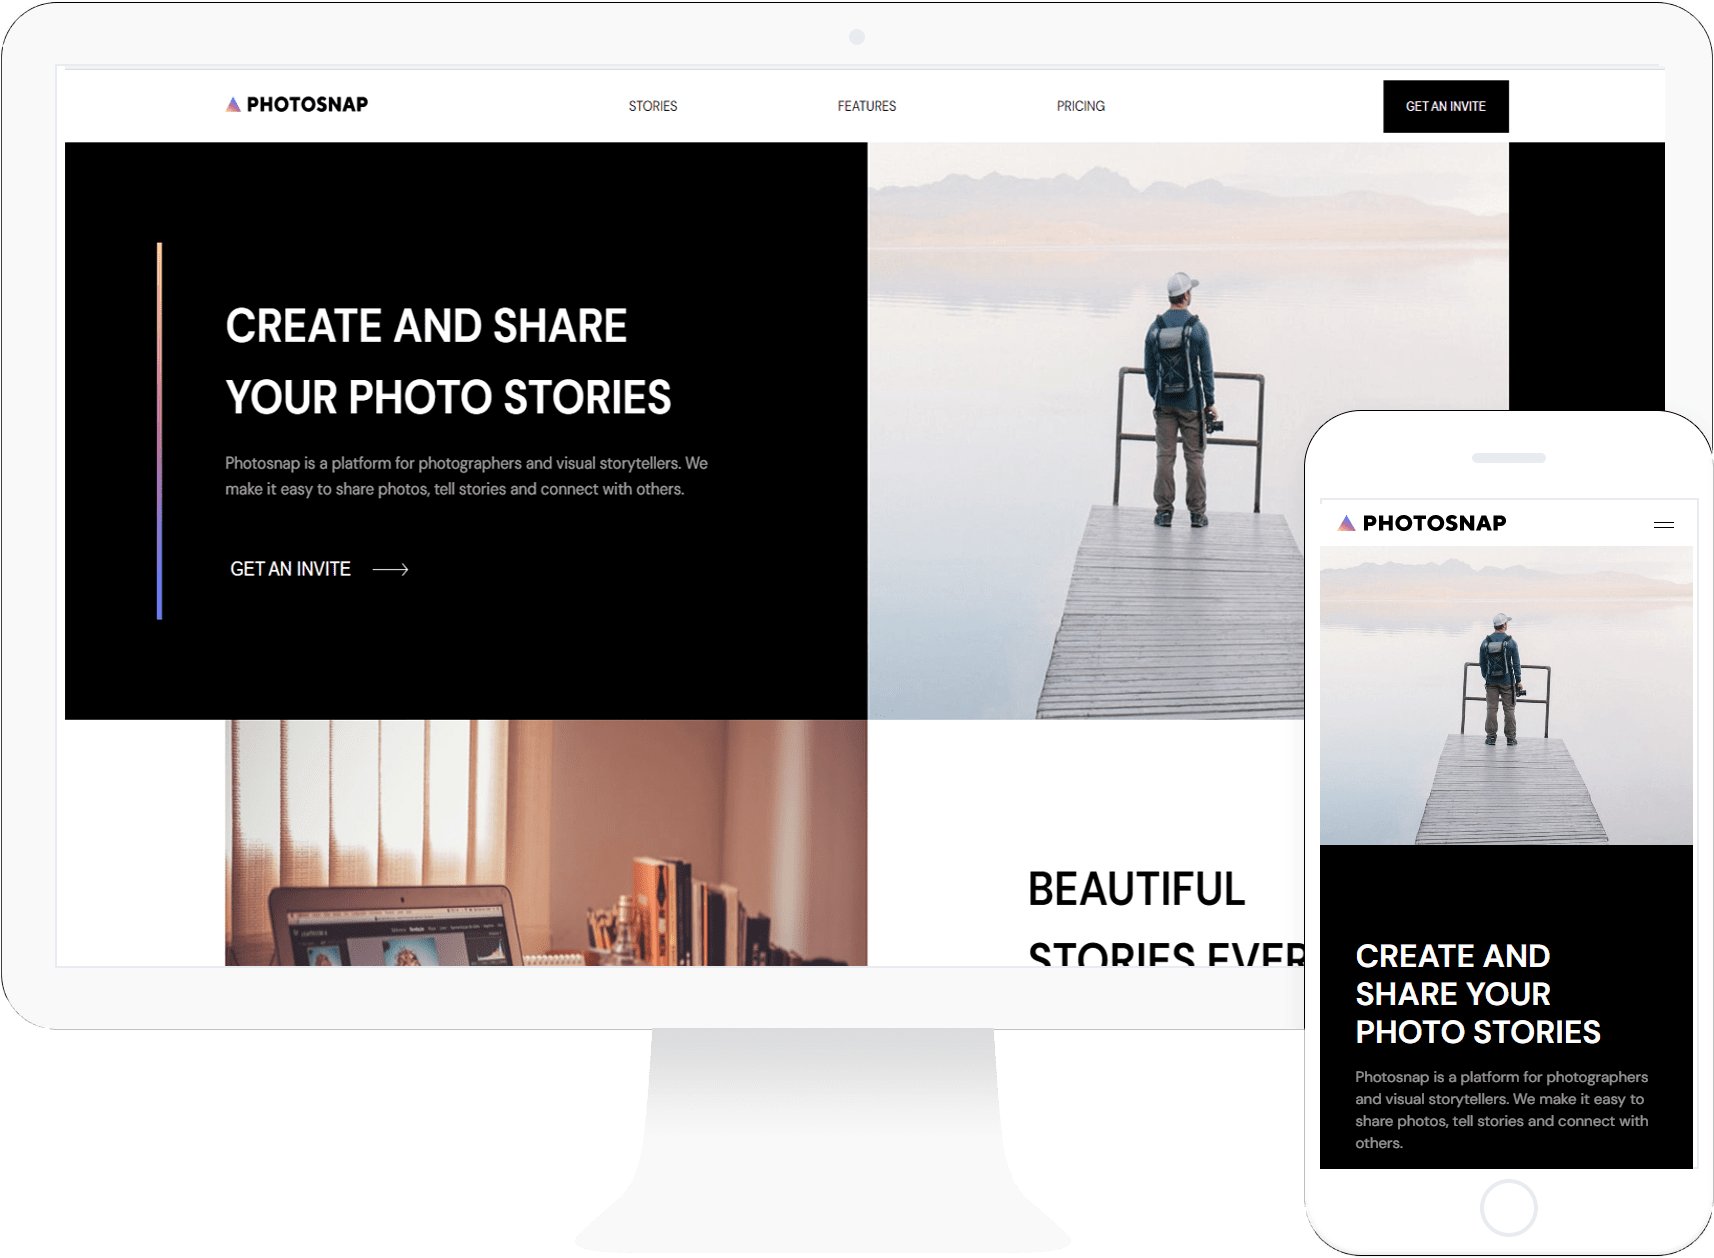 PHOTOSNAP
STORIES
FEATURES
PRICING
GET AN INVITE
CREATE AND SHARE
YOUR PHOTO STORIES
Photosnap is a platform for photographers and visual storytellers. We
make it easy to share photos, tell stories and connect with others.
GET AN INVITE
BEAUTIFUL
STORIES EVER
PHOTOSNAP
CREATE AND
SHARE YOUR
PHOTO STORIES
Photosnap is a platform for photographers
and visual storytellers. We make it easy to
share photos, tell stories and connect with
others.